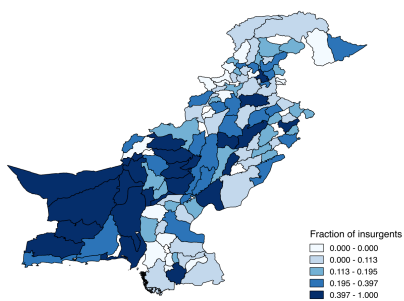 Fraction of insurgents
0.000 - 0.000
0.000 - 0.113
0.113 - 0.195
0.195 - 0.397
0.397 - 1.000